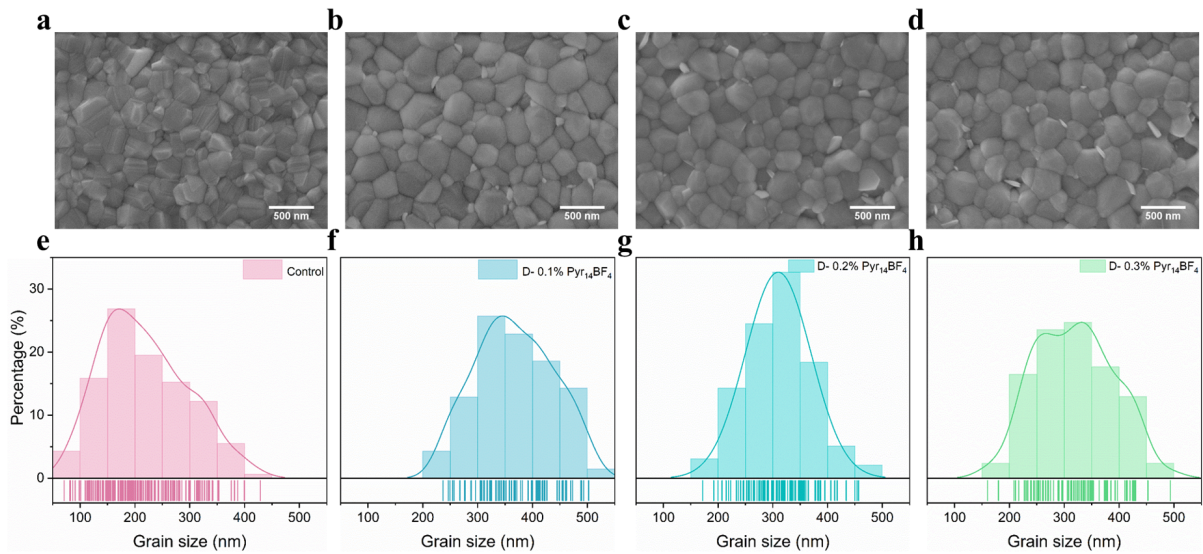 a b c d
500 nm 500 nm 500 nm 500 nm
e f g h
Control D- 0.1% Pyr₁₄BF₄ D- 0.2% Pyr₁₄BF₄ D- 0.3% Pyr₁₄BF₄
Percentage (%)
30
20
10
0
100 200 300 400 500 100 200 300 400 500 100 200 300 400 500 100 200 300 400 500
Grain size (nm) Grain size (nm) Grain size (nm) Grain size (nm)